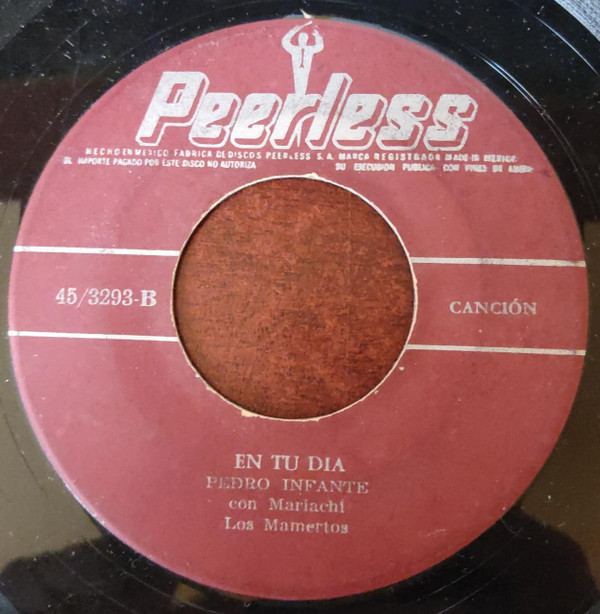 Peerless
HECHO EN MEXICO FABRICA DE DISCOS PEERLESS S.A. MARCA REGISTRADA MADE IN MEXICO
EL IMPORTE PAGADO POR ESTE DISCO NO AUTORIZA SU EJECUCION PUBLICA CON FINES DE LUCRO
45/3293-B
CANCIÓN
EN TU DIA
PEDRO INFANTE
con Mariachi
Los Mamertos